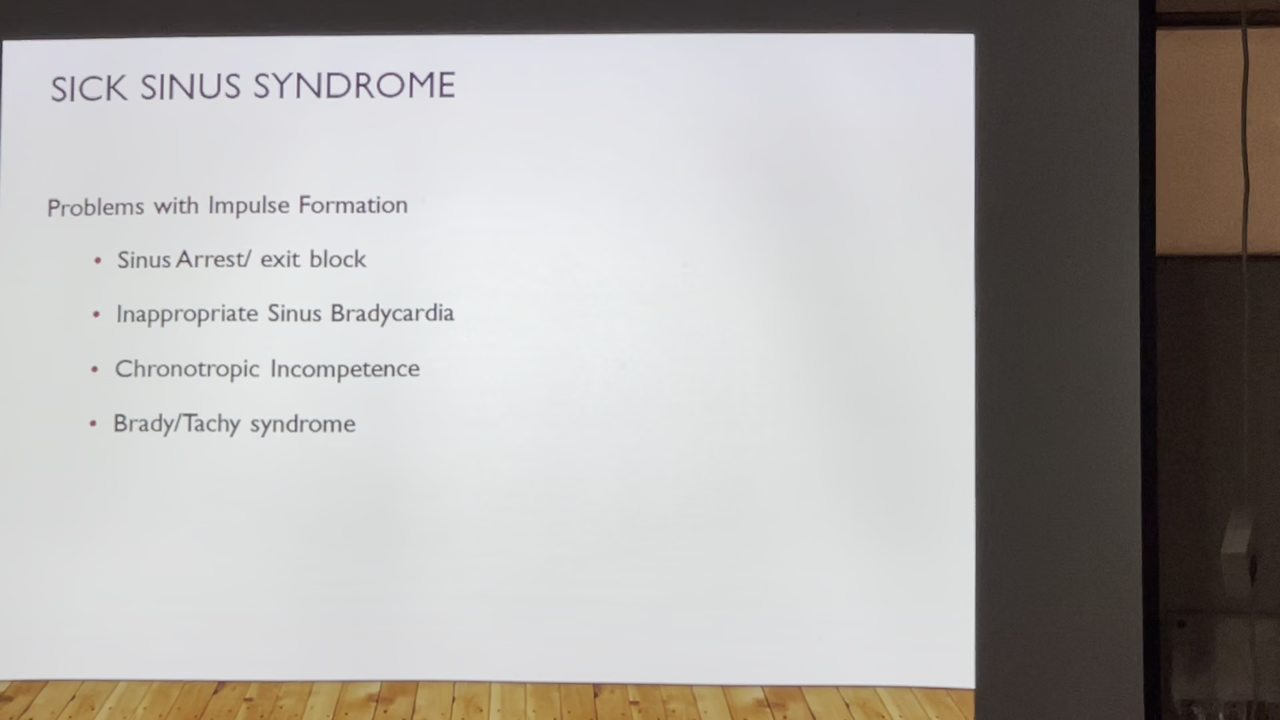 SICK SINUS SYNDROME
Problems with Impulse Formation
• Sinus Arrest/ exit block
• Inappropriate Sinus Bradycardia
• Chronotropic Incompetence
• Brady/Tachy syndrome